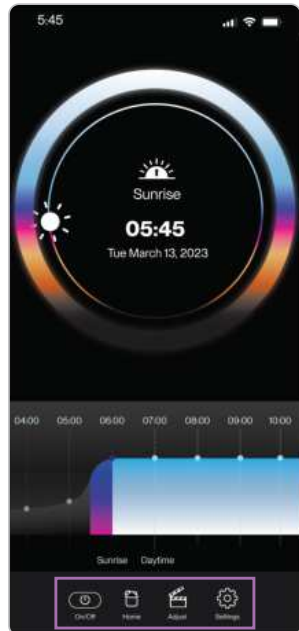 5:45
Sunrise
05:45
Tue March 13, 2023
04:00 05:00 06:00 07:00 08:00 09:00 10:00
Sunrise Daytime
On/Off Home Adjust Settings